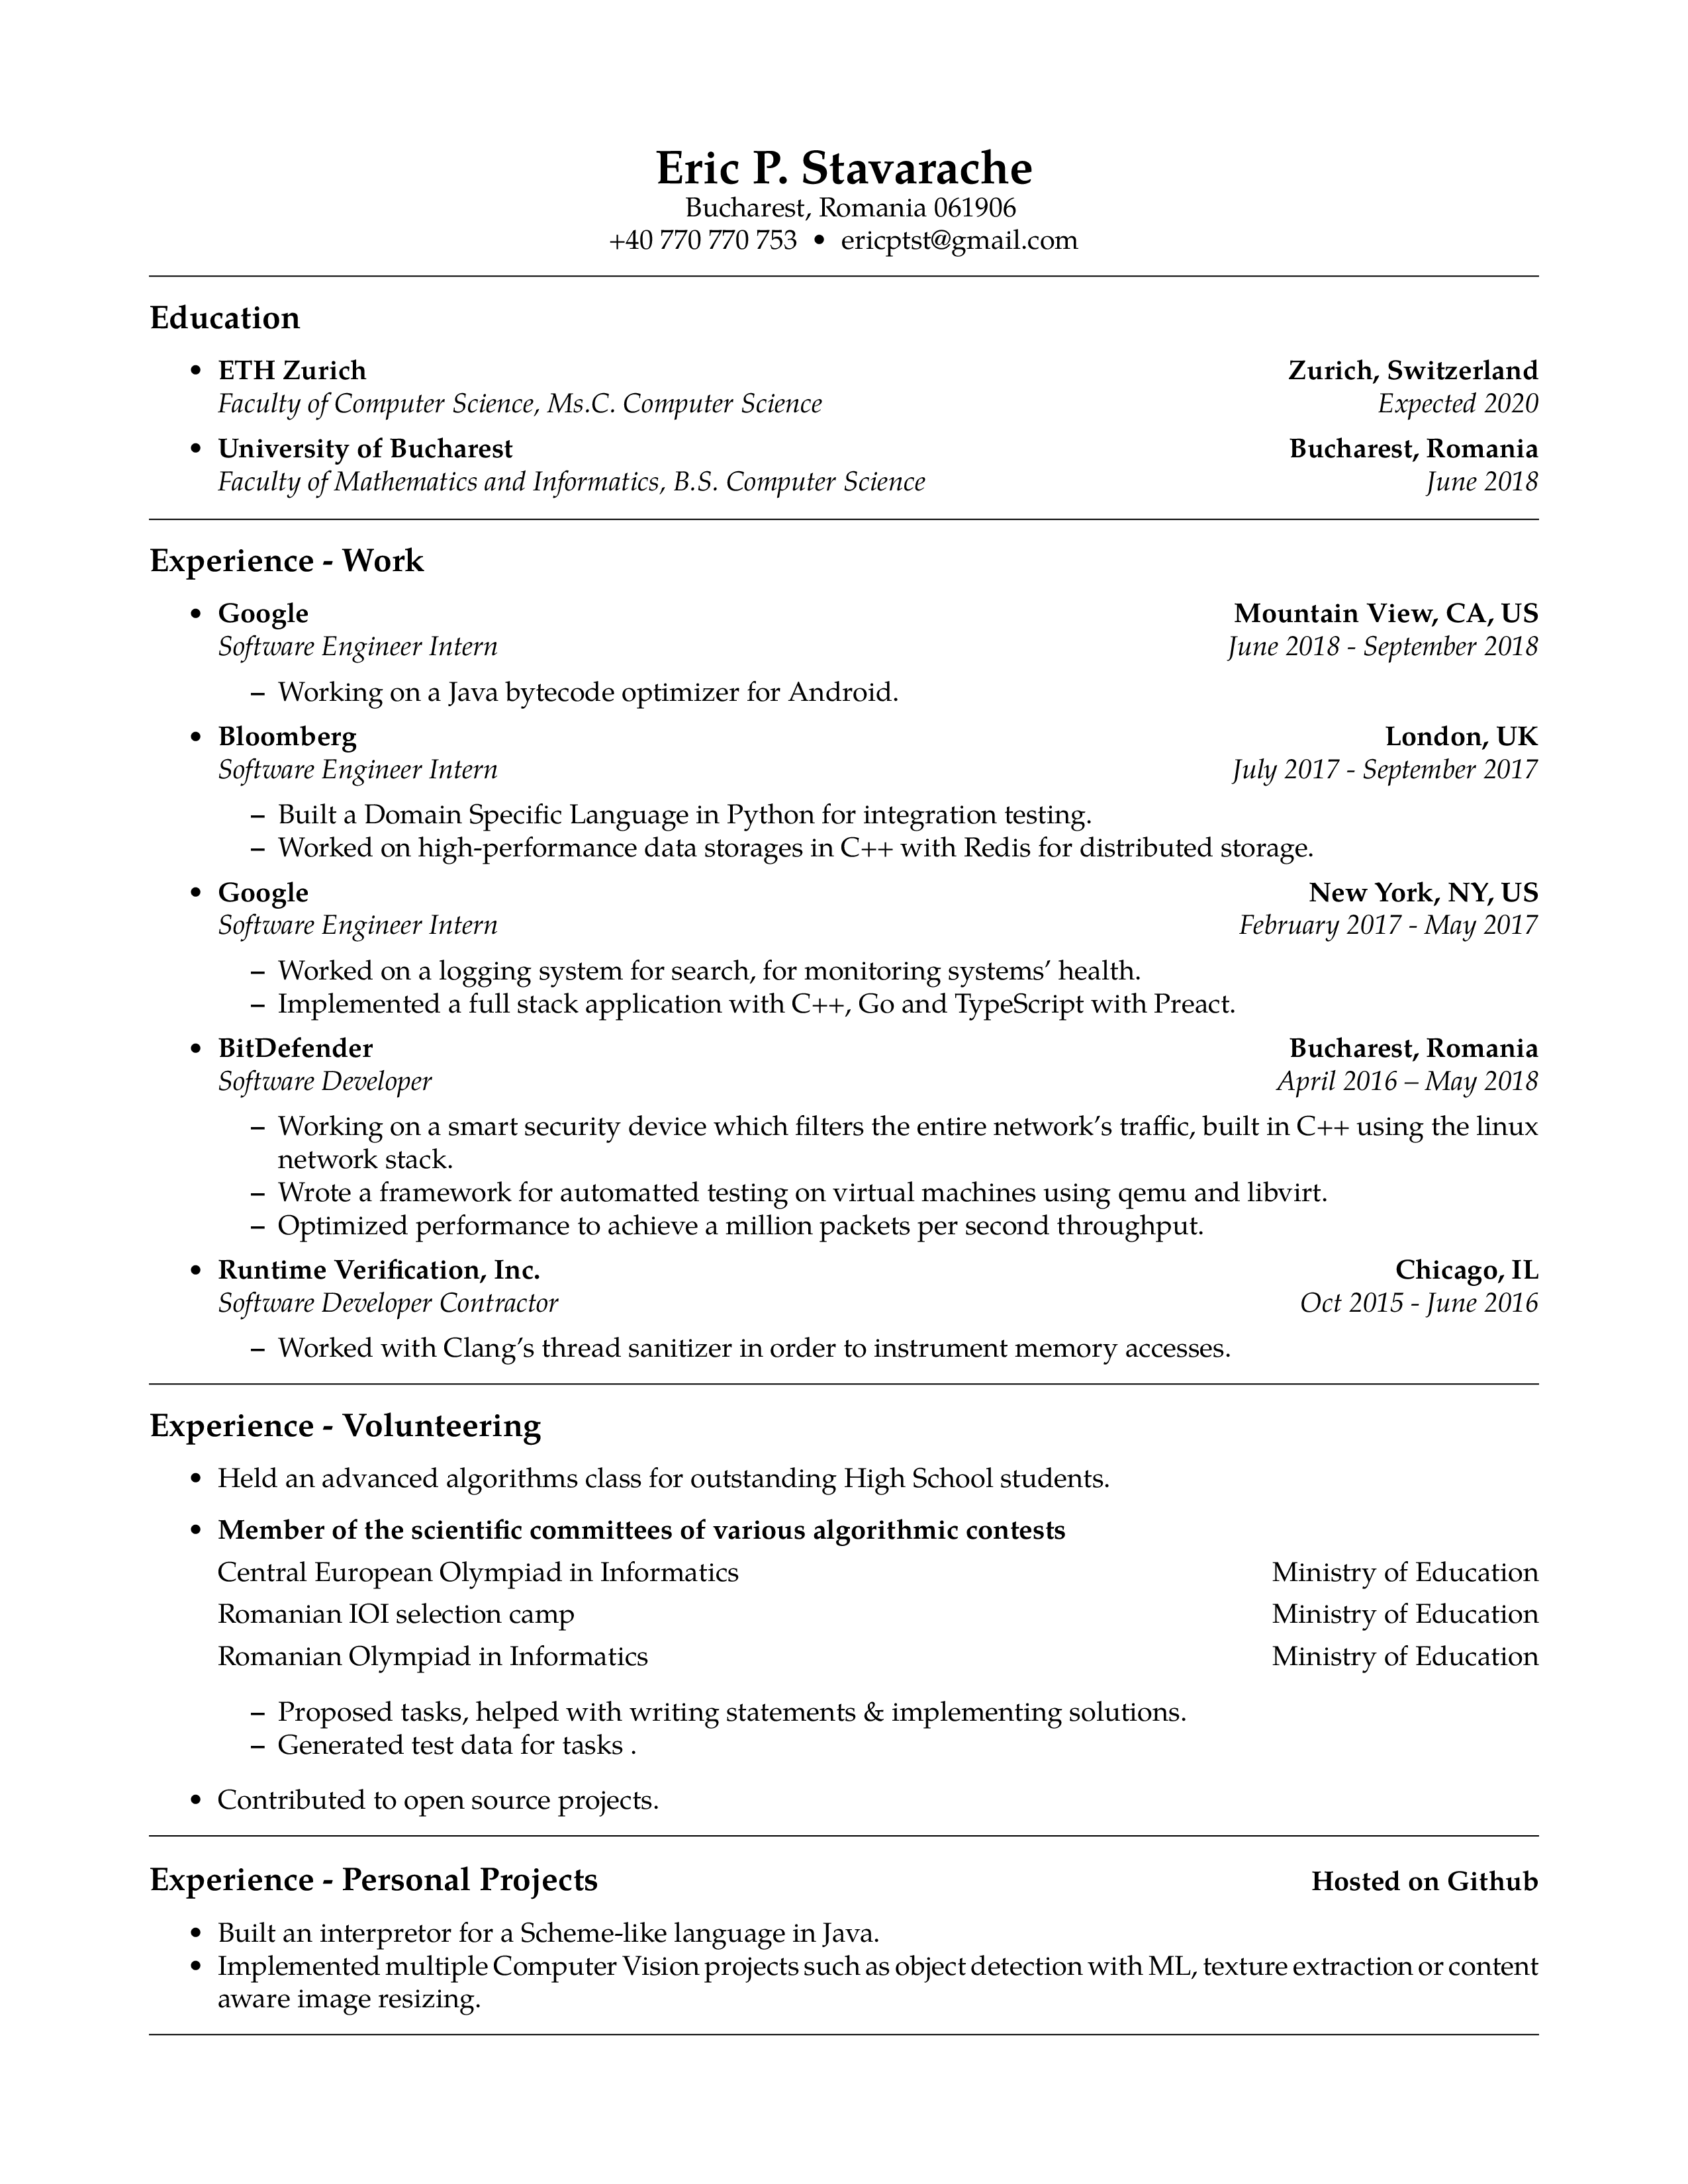 Eric P. Stavarache
Bucharest, Romania 061906
+40 770 770 753 • ericptst@gmail.com
Education
• ETH Zurich Zurich, Switzerland
Faculty of Computer Science, Ms.C. Computer Science Expected 2020
• University of Bucharest Bucharest, Romania
Faculty of Mathematics and Informatics, B.S. Computer Science June 2018
Experience - Work
• Google Mountain View, CA, US
Software Engineer Intern June 2018 - September 2018
– Working on a Java bytecode optimizer for Android.
• Bloomberg London, UK
Software Engineer Intern July 2017 - September 2017
– Built a Domain Specific Language in Python for integration testing.
– Worked on high-performance data storages in C++ with Redis for distributed storage.
• Google New York, NY, US
Software Engineer Intern February 2017 - May 2017
– Worked on a logging system for search, for monitoring systems’ health.
– Implemented a full stack application with C++, Go and TypeScript with Preact.
• BitDefender Bucharest, Romania
Software Developer April 2016 – May 2018
– Working on a smart security device which filters the entire network’s traffic, built in C++ using the linux
network stack.
– Wrote a framework for automatted testing on virtual machines using qemu and libvirt.
– Optimized performance to achieve a million packets per second throughput.
• Runtime Verification, Inc. Chicago, IL
Software Developer Contractor Oct 2015 - June 2016
– Worked with Clang’s thread sanitizer in order to instrument memory accesses.
Experience - Volunteering
• Held an advanced algorithms class for outstanding High School students.
• Member of the scientific committees of various algorithmic contests
Central European Olympiad in Informatics Ministry of Education
Romanian IOI selection camp Ministry of Education
Romanian Olympiad in Informatics Ministry of Education
– Proposed tasks, helped with writing statements & implementing solutions.
– Generated test data for tasks .
• Contributed to open source projects.
Experience - Personal Projects Hosted on Github
• Built an interpretor for a Scheme-like language in Java.
• Implemented multiple Computer Vision projects such as object detection with ML, texture extraction or content
aware image resizing.